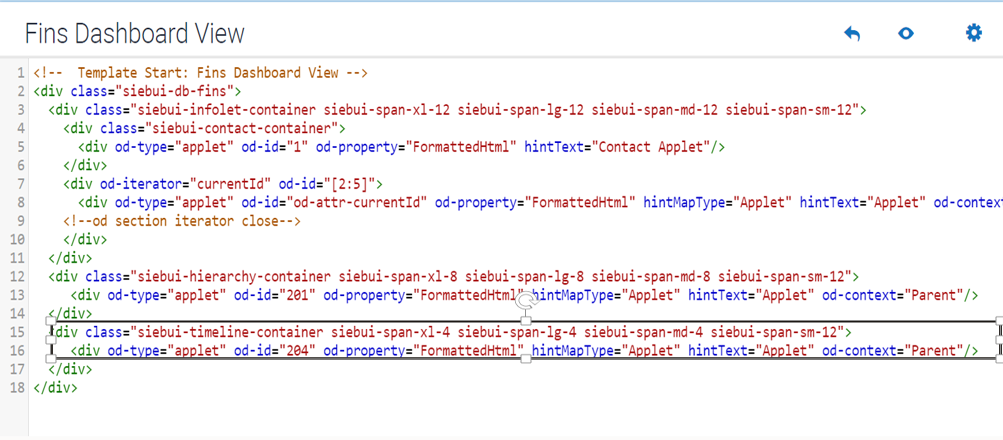 Fins Dashboard View
1 <!--  Template Start: Fins Dashboard View -->
2 <div class="siebui-db-fins">
3   <div class="siebui-infolet-container siebui-span-xl-12 siebui-span-lg-12 siebui-span-md-12 siebui-span-sm-12">
4     <div class="siebui-contact-container">
5       <div od-type="applet" od-id="1" od-property="FormattedHtml" hintText="Contact Applet"/>
6     </div>
7     <div od-iterator="currentId" od-id="[2:5]">
8       <div od-type="applet" od-id="od-attr-currentId" od-property="FormattedHtml" hintMapType="Applet" hintText="Applet" od-contex
9     <!--od section iterator close-->
10     </div>
11   </div>
12   <div class="siebui-hierarchy-container siebui-span-xl-8 siebui-span-lg-8 siebui-span-md-8 siebui-span-sm-12">
13      <div od-type="applet" od-id="201" od-property="FormattedHtml" hintMapType="Applet" hintText="Applet" od-context="Parent"/>
14   </div>
15   <div class="siebui-timeline-container siebui-span-xl-4 siebui-span-lg-4 siebui-span-md-4 siebui-span-sm-12">
16      <div od-type="applet" od-id="204" od-property="FormattedHtml" hintMapType="Applet" hintText="Applet" od-context="Parent"/>
17   </div>
18 </div>